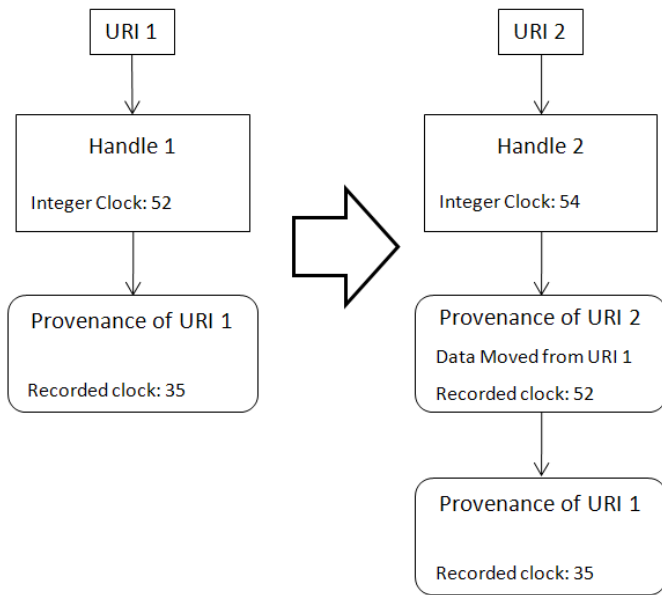 URI 1
Handle 1
Integer Clock: 52
Provenance of URI 1
Recorded clock: 35
URI 2
Handle 2
Integer Clock: 54
Provenance of URI 2
Data Moved from URI 1
Recorded clock: 52
Provenance of URI 1
Recorded clock: 35